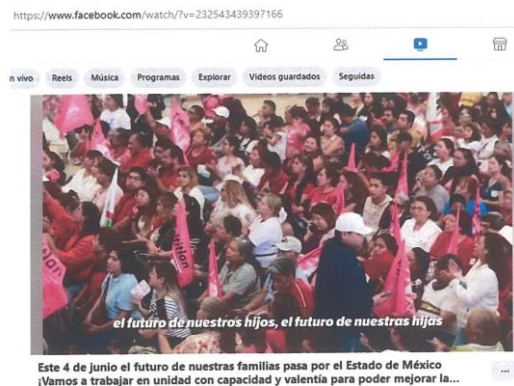 https://www.facebook.com/watch/?v=232543439397166
n vivo Reels Música Programas Explorar Videos guardados Seguidas
el futuro de nuestros hijos, el futuro de nuestras hijas
Este 4 de junio el futuro de nuestras familias pasa por el Estado de México
¡Vamos a trabajar en unidad con capacidad y valentía para poder mejorar la...